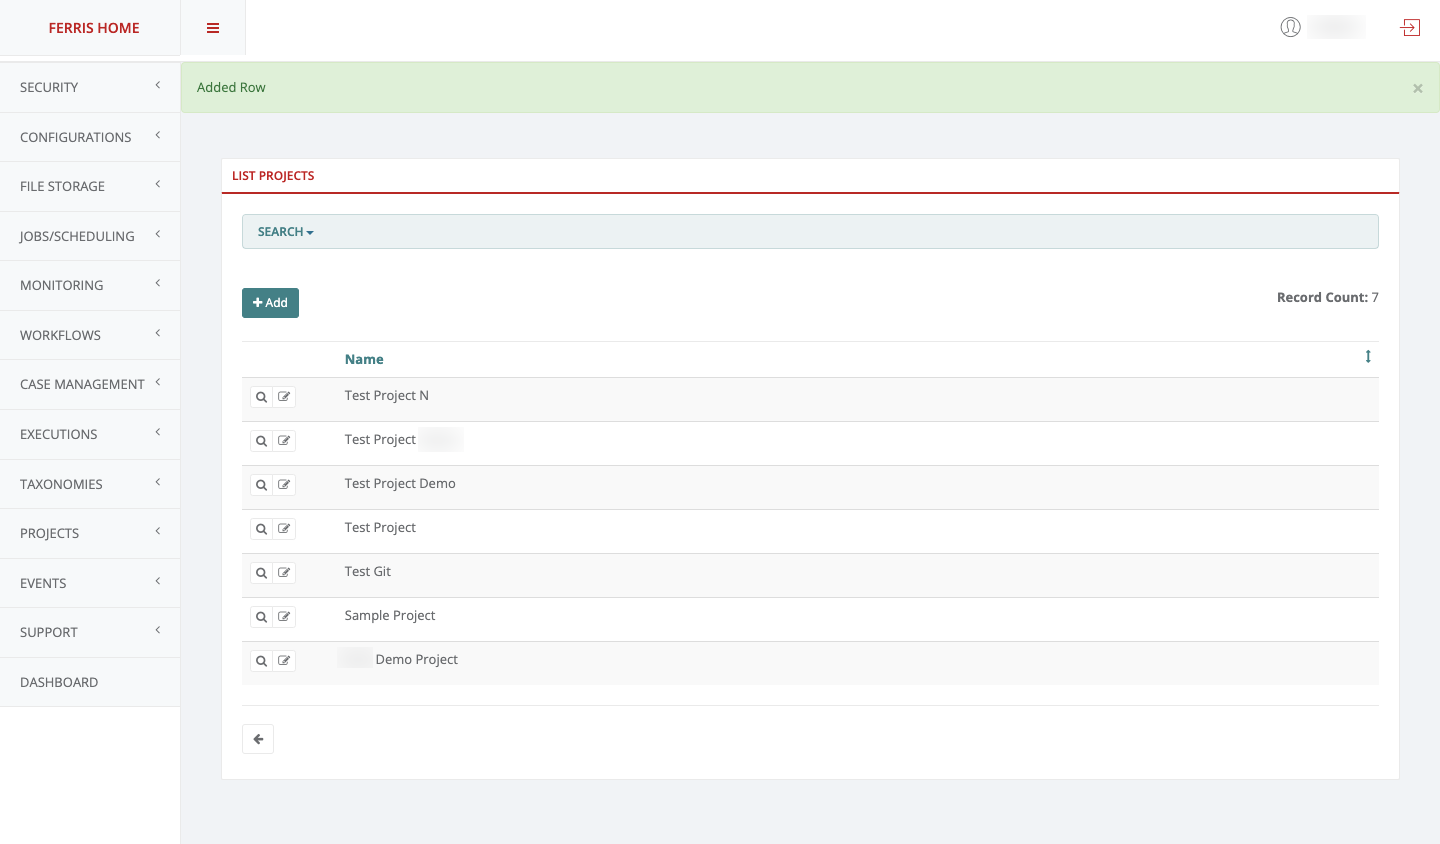 FERRIS HOME
SECURITY
CONFIGURATIONS
FILE STORAGE
JOBS/SCHEDULING
MONITORING
WORKFLOWS
CASE MANAGEMENT
EXECUTIONS
TAXONOMIES
PROJECTS
EVENTS
SUPPORT
DASHBOARD
Added Row
×
LIST PROJECTS
SEARCH
+ Add
Record Count: 7
Name
Test Project N
Test Project
Test Project Demo
Test Project
Test Git
Sample Project
Demo Project